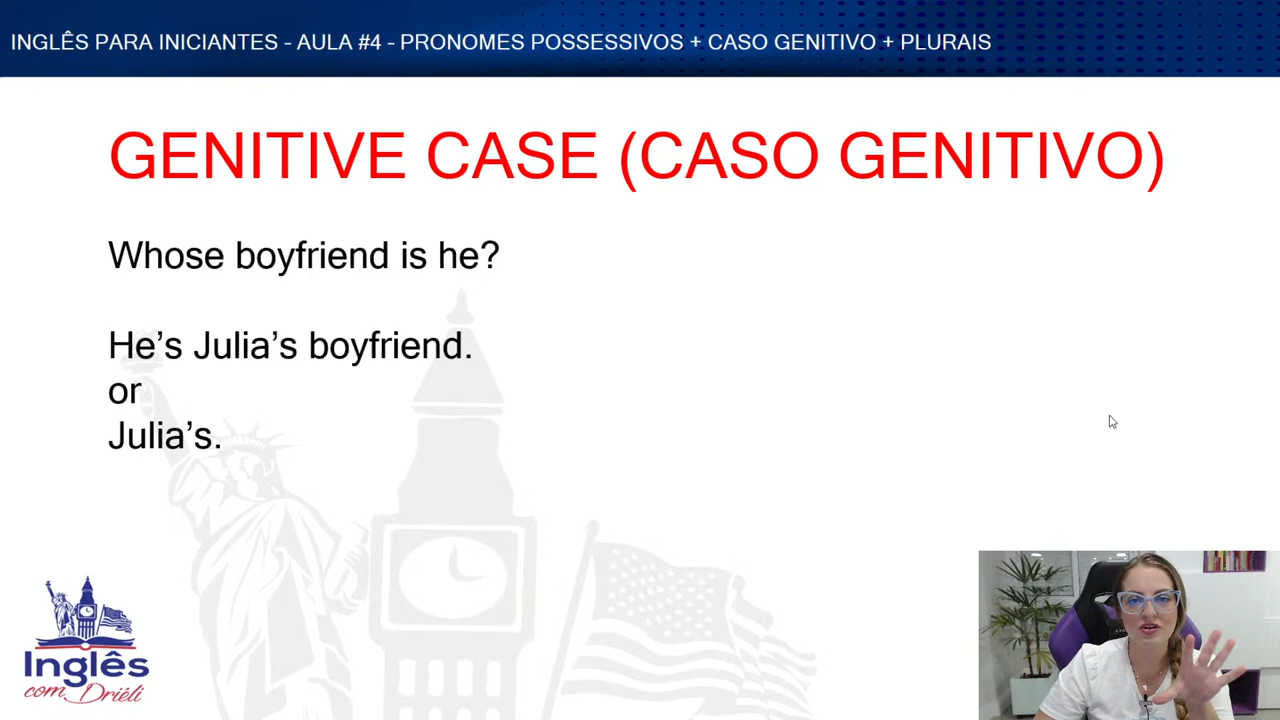 INGLÊS PARA INICIANTES - AULA #4 - PRONOMES POSSESSIVOS + CASO GENITIVO + PLURAIS
GENITIVE CASE (CASO GENITIVO)
Whose boyfriend is he?
He’s Julia’s boyfriend.
or
Julia’s.
Inglês
com Driéli